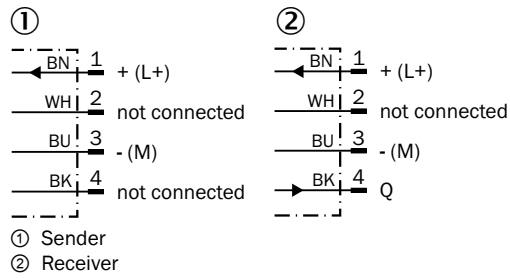 ① ②
BN 1 + (L+) BN 1 + (L+)
WH 2 not connected WH 2 not connected
BU 3 - (M) BU 3 - (M)
BK 4 not connected BK 4 Q
① Sender
② Receiver